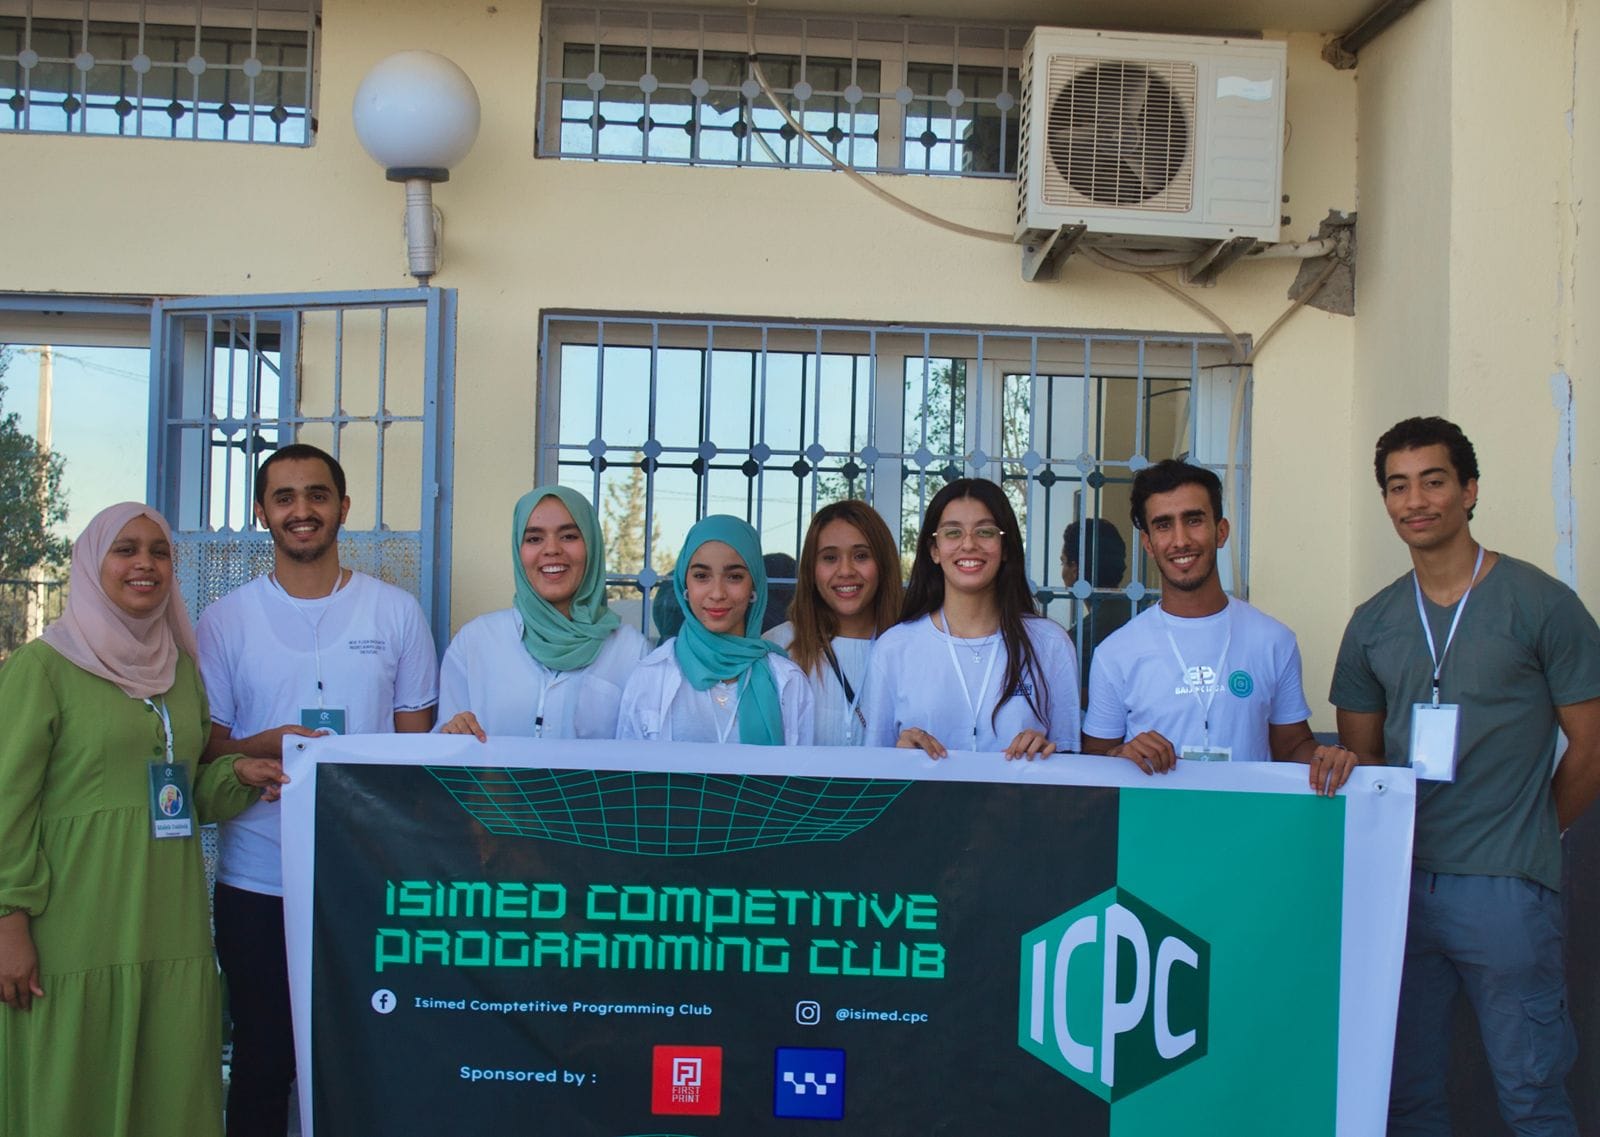 ISIMED COMPETITIVE
PROGRAMMING CLUB
Isimed Comptetitive Programming Club
@isimed.cpc
Sponsored by :
FIRST
PRINT
ICPC